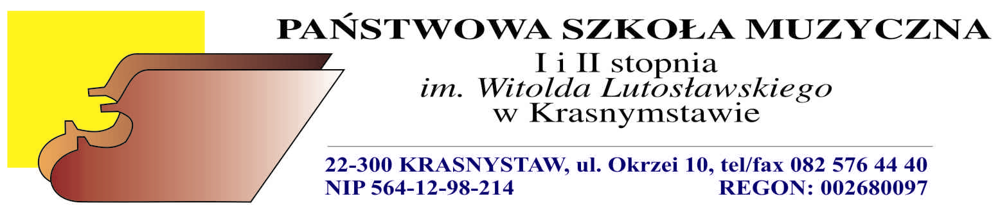 PAŃSTWOWA SZKOŁA MUZYCZNA
I i II stopnia
im. Witolda Lutosławskiego
w Krasnymstawie
22-300 KRASNYSTAW, ul. Okrzei 10, tel/fax 082 576 44 40
NIP 564-12-98-214 REGON: 002680097